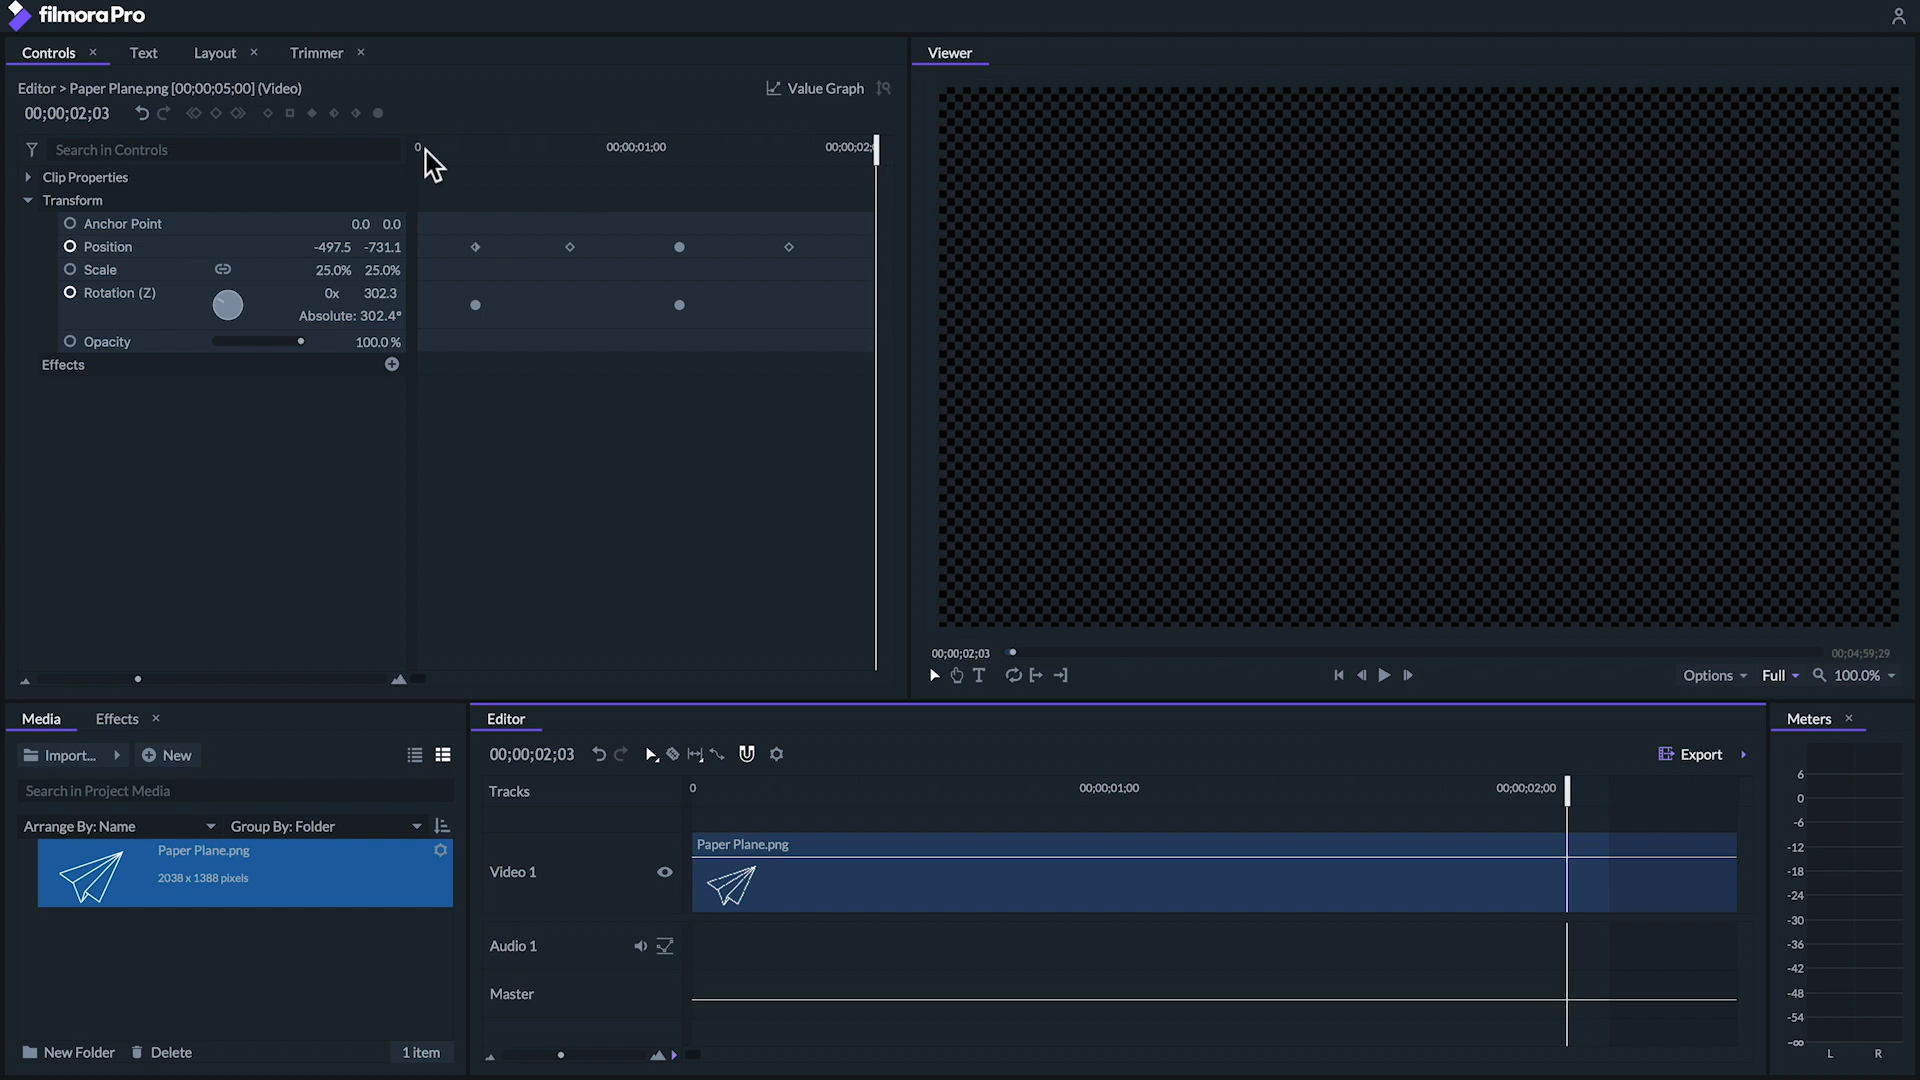 filmoraPro
Controls × Text Layout × Trimmer ×
Editor > Paper Plane.png [00;00;05;00] (Video)
Value Graph
00;00;02;03
Search in Controls
0 00;00;01;00 00;00;02;
Clip Properties
Transform
Anchor Point 0.0 0.0
Position -497.5 -731.1
Scale 25.0% 25.0%
Rotation (Z) 0x 302.3
Absolute: 302.4°
Opacity 100.0%
Effects
Viewer
00;00;02;03 00;04;59;29
Options Full 100.0%
Media Effects ×
Import... New
Search in Project Media
Arrange By: Name Group By: Folder
Paper Plane.png
2038 x 1388 pixels
New Folder Delete 1 item
Editor
00;00;02;03
Export
Tracks 0 00;00;01;00 00;00;02;00
Paper Plane.png
Video 1
Audio 1
Master
Meters ×
6
0
-6
-12
-18
-24
-30
-36
-42
-48
-54
-∞
L R